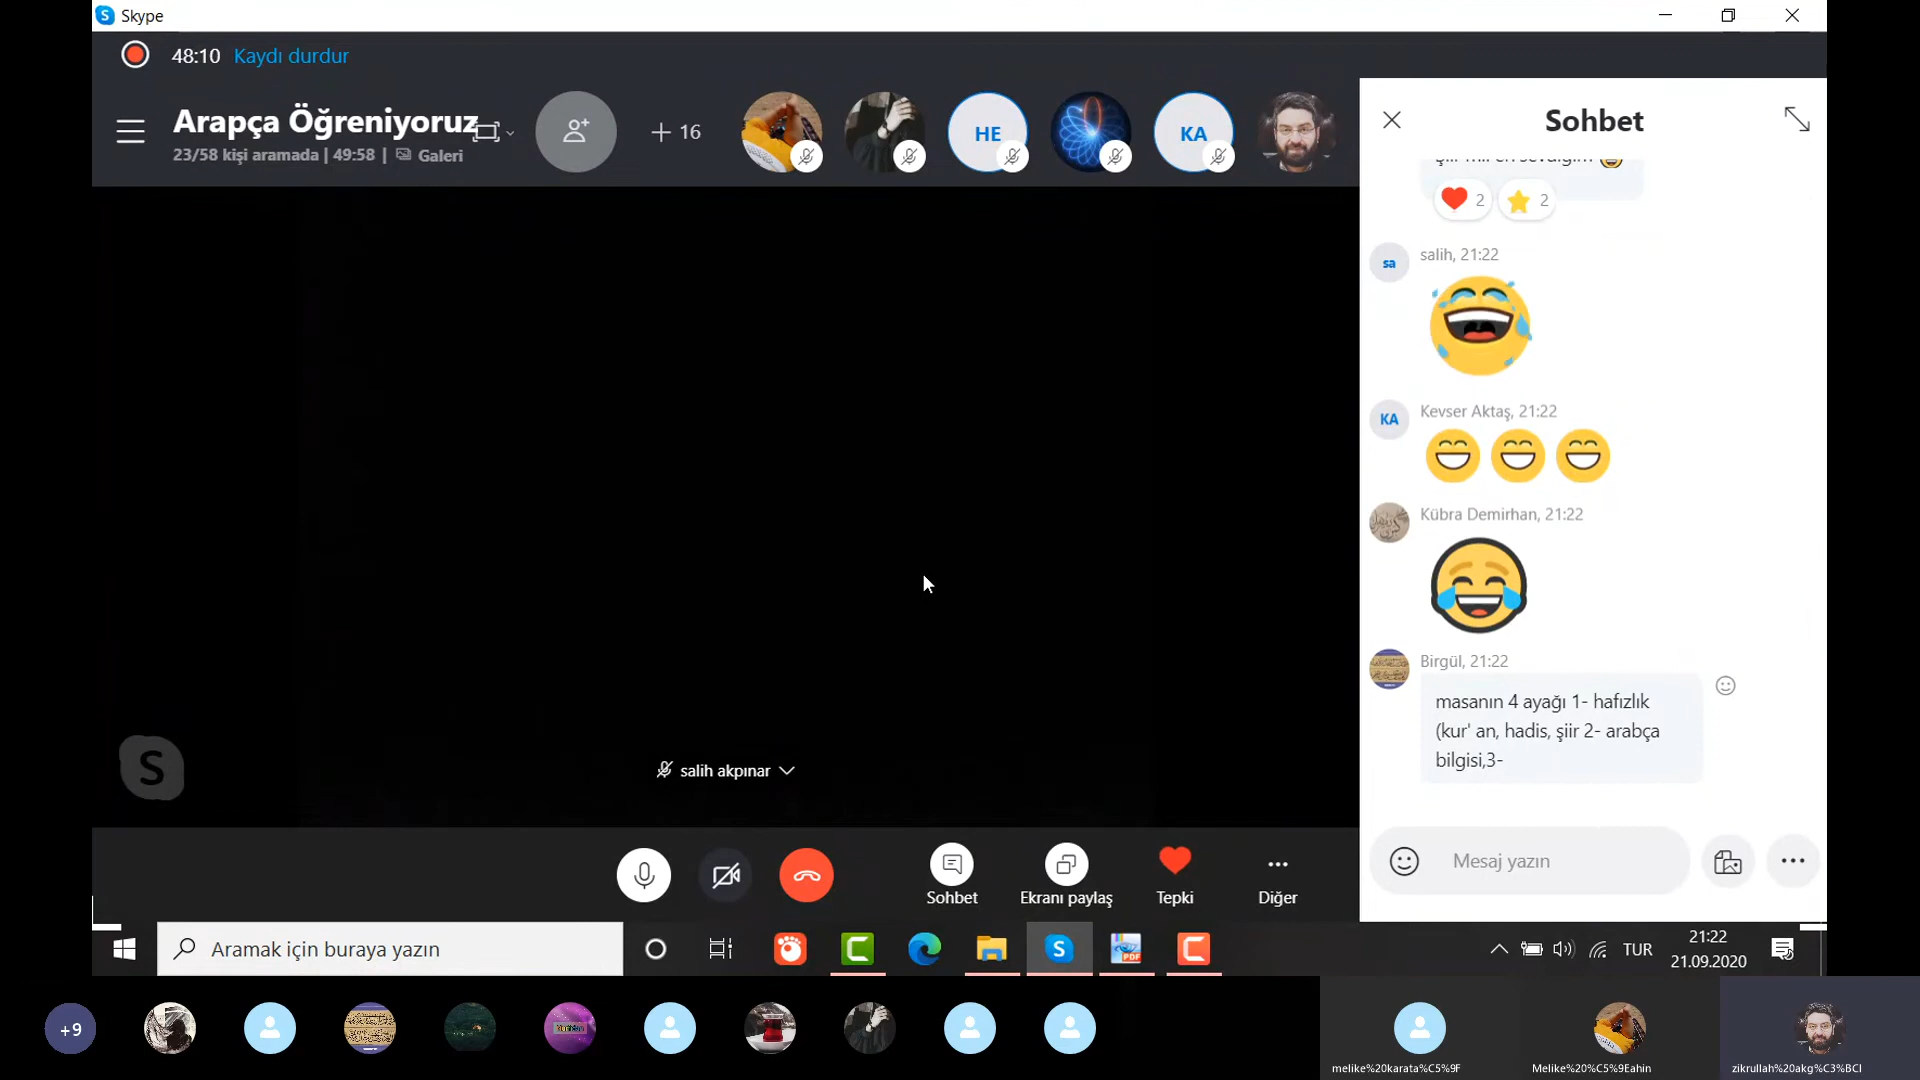 Skype
48:10 Kaydı durdur
Arapça Öğreniyoruz
23/58 kişi aramada | 49:58 | Galeri
+ 16
HE
KA
Sohbet
2
2
sa
salih, 21:22
KA
Kevser Aktaş, 21:22
Kübra Demirhan, 21:22
Birgül, 21:22
masanın 4 ayağı 1- hafızlık
(kur' an, hadis, şiir 2- arabça
bilgisi,3-
S
salih akpınar
Sohbet
Ekranı paylaş
Tepki
Diğer
Mesaj yazın
Aramak için buraya yazın
C
S
PDF
C
TUR
21:22
21.09.2020
+9
melike%20karata%C5%9F
Melike%20%C5%9Eahin
zikrullah%20akg%C3%BCl